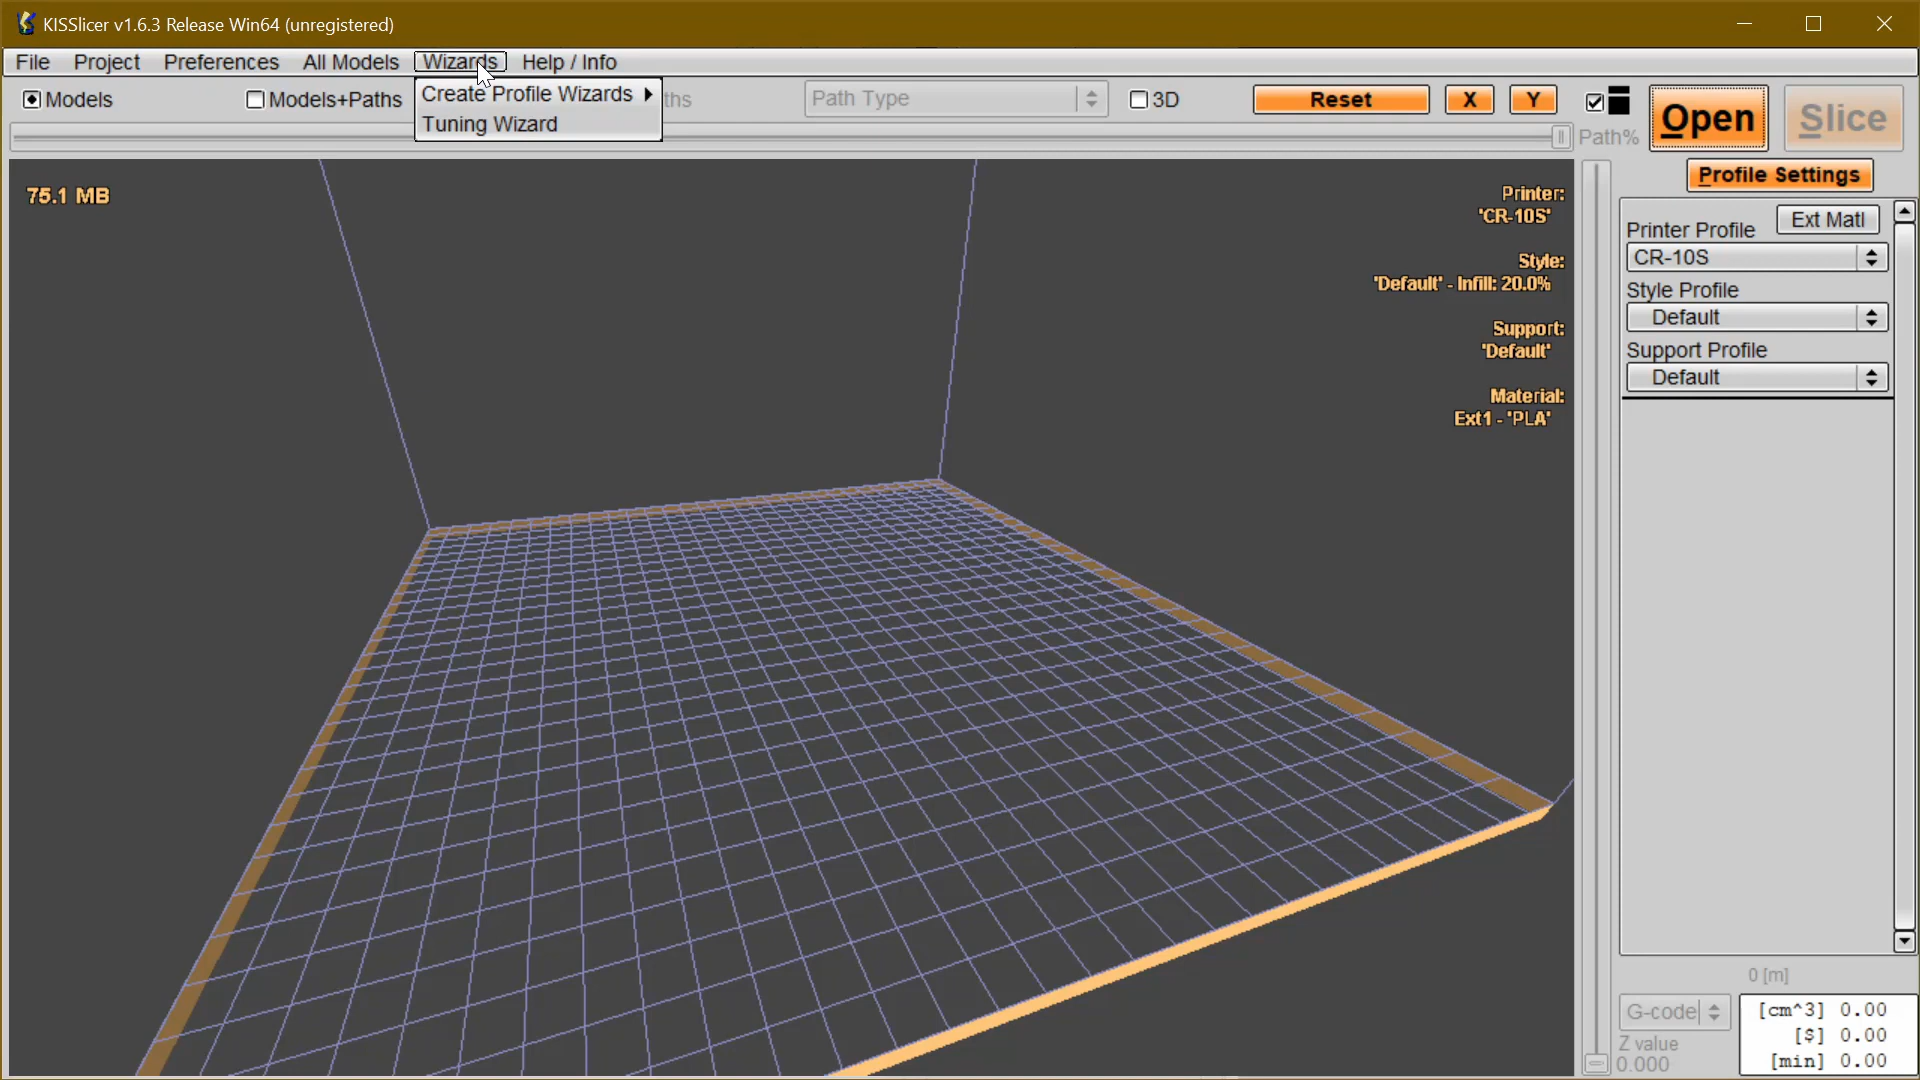 KISSlicer v1.6.3 Release Win64 (unregistered)
File Project Preferences All Models Wizards Help / Info
Models
Models+Paths
Create Profile Wizards
Tuning Wizard
ths
Path Type
3D
Reset
X
Y
Path%
Open
Slice
Profile Settings
75.1 MB
Printer:
'CR-10S'
Style:
'Default' - Infill: 20.0%
Support:
'Default'
Material:
Ext1 - 'PLA'
Printer Profile
Ext Matl
CR-10S
Style Profile
Default
Support Profile
Default
0 [m]
G-code
Z value
0.000
[cm^3] 0.00
[$] 0.00
[min] 0.00